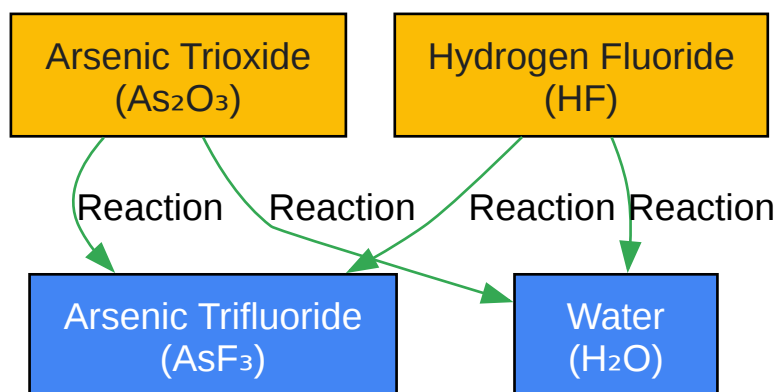 Arsenic Trioxide
(As₂O₃)
Hydrogen Fluoride
(HF)
Reaction
Reaction
Reaction
Reaction
Arsenic Trifluoride
(AsF₃)
Water
(H₂O)